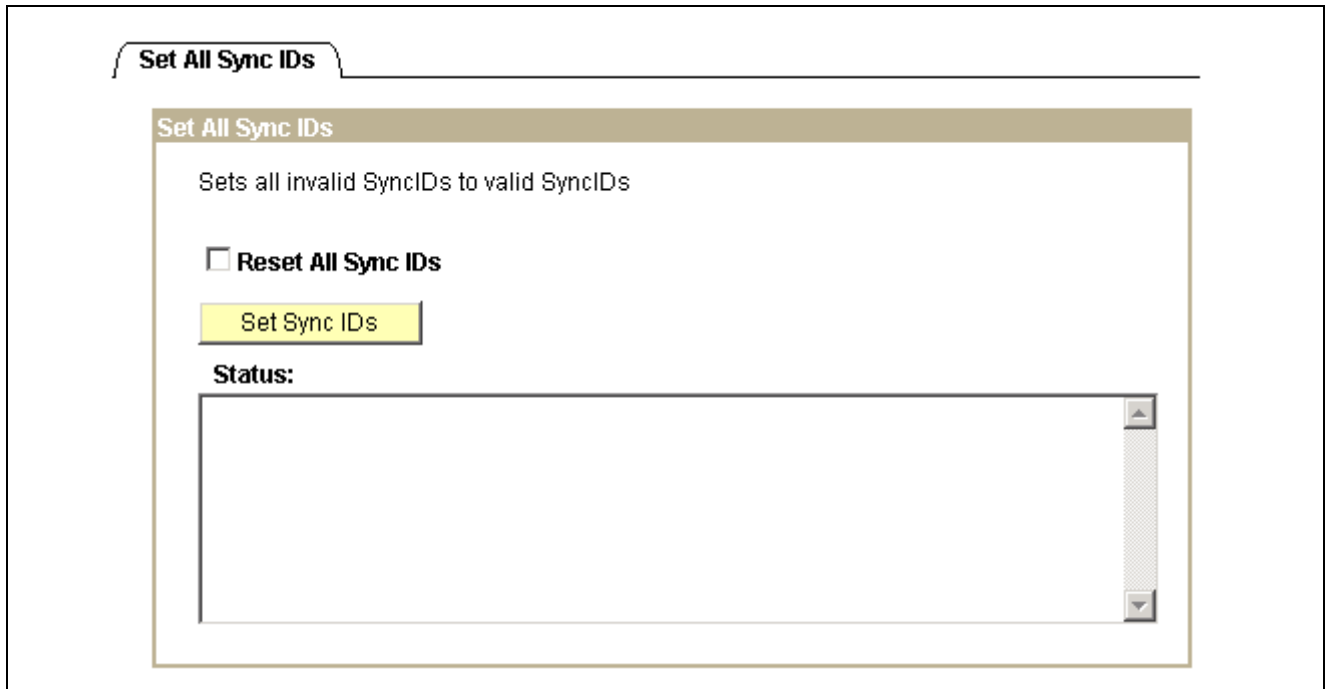 Set All Sync IDs
Set All Sync IDs
Sets all invalid SyncIDs to valid SyncIDs
Reset All Sync IDs
Set Sync IDs
Status: